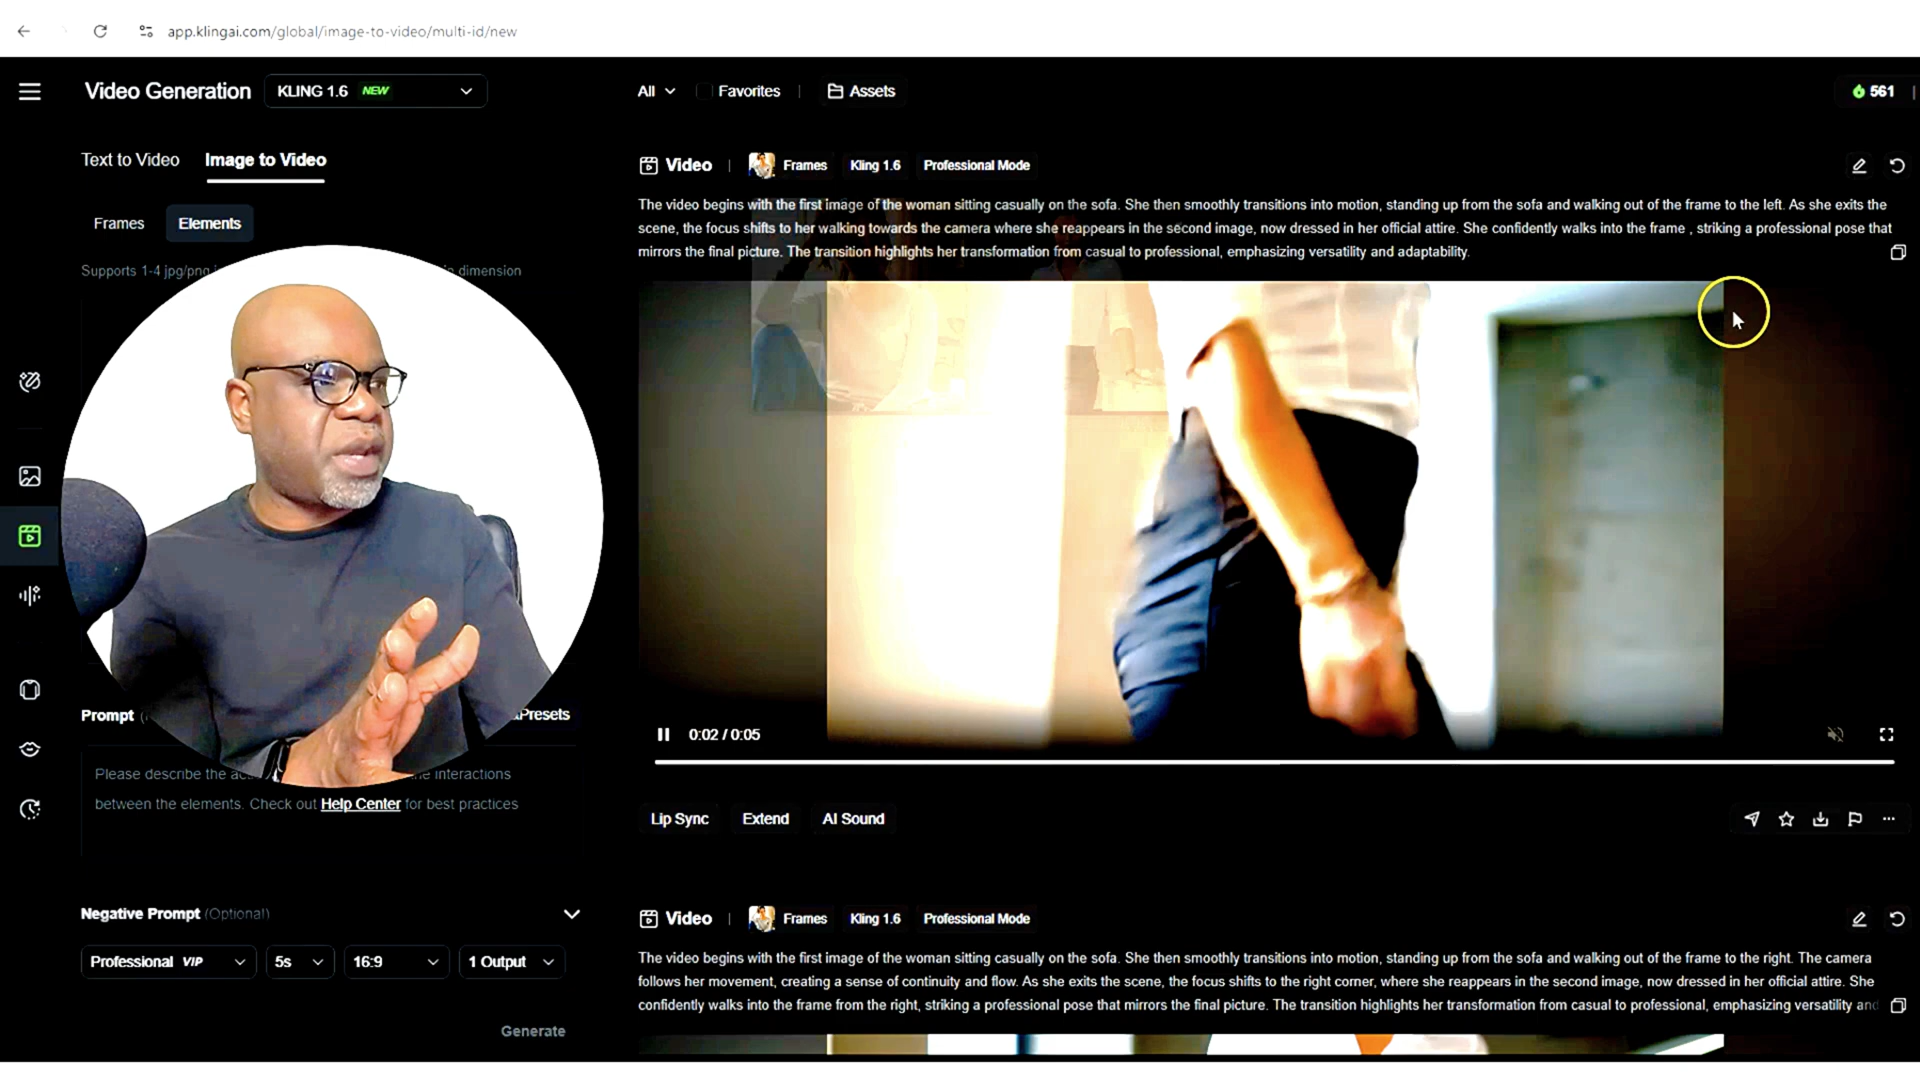 app.klingai.com/global/image-to-video/multi-id/new
Video Generation
KLING 1.6 NEW
All
Favorites
Assets
561
Text to Video
Image to Video
Frames
Elements
Supports 1-4 jpg/png
dimension
Video
Frames
Kling 1.6
Professional Mode
The video begins with the first image of the woman sitting casually on the sofa. She then smoothly transitions into motion, standing up from the sofa and walking out of the frame to the left. As she exits the
scene, the focus shifts to her walking towards the camera where she reappears in the second image, now dressed in her official attire. She confidently walks into the frame , striking a professional pose that
mirrors the final picture. The transition highlights her transformation from casual to professional, emphasizing versatility and adaptability.
0:02 / 0:05
Lip Sync
Extend
AI Sound
Prompt
Presets
Please describe the
interactions
between the elements. Check out Help Center for best practices
Negative Prompt (Optional)
Professional VIP
5s
16:9
1 Output
Generate
Video
Frames
Kling 1.6
Professional Mode
The video begins with the first image of the woman sitting casually on the sofa. She then smoothly transitions into motion, standing up from the sofa and walking out of the frame to the right. The camera
follows her movement, creating a sense of continuity and flow. As she exits the scene, the focus shifts to the right corner, where she reappears in the second image, now dressed in her official attire. She
confidently walks into the frame from the right, striking a professional pose that mirrors the final picture. The transition highlights her transformation from casual to professional, emphasizing versatility and